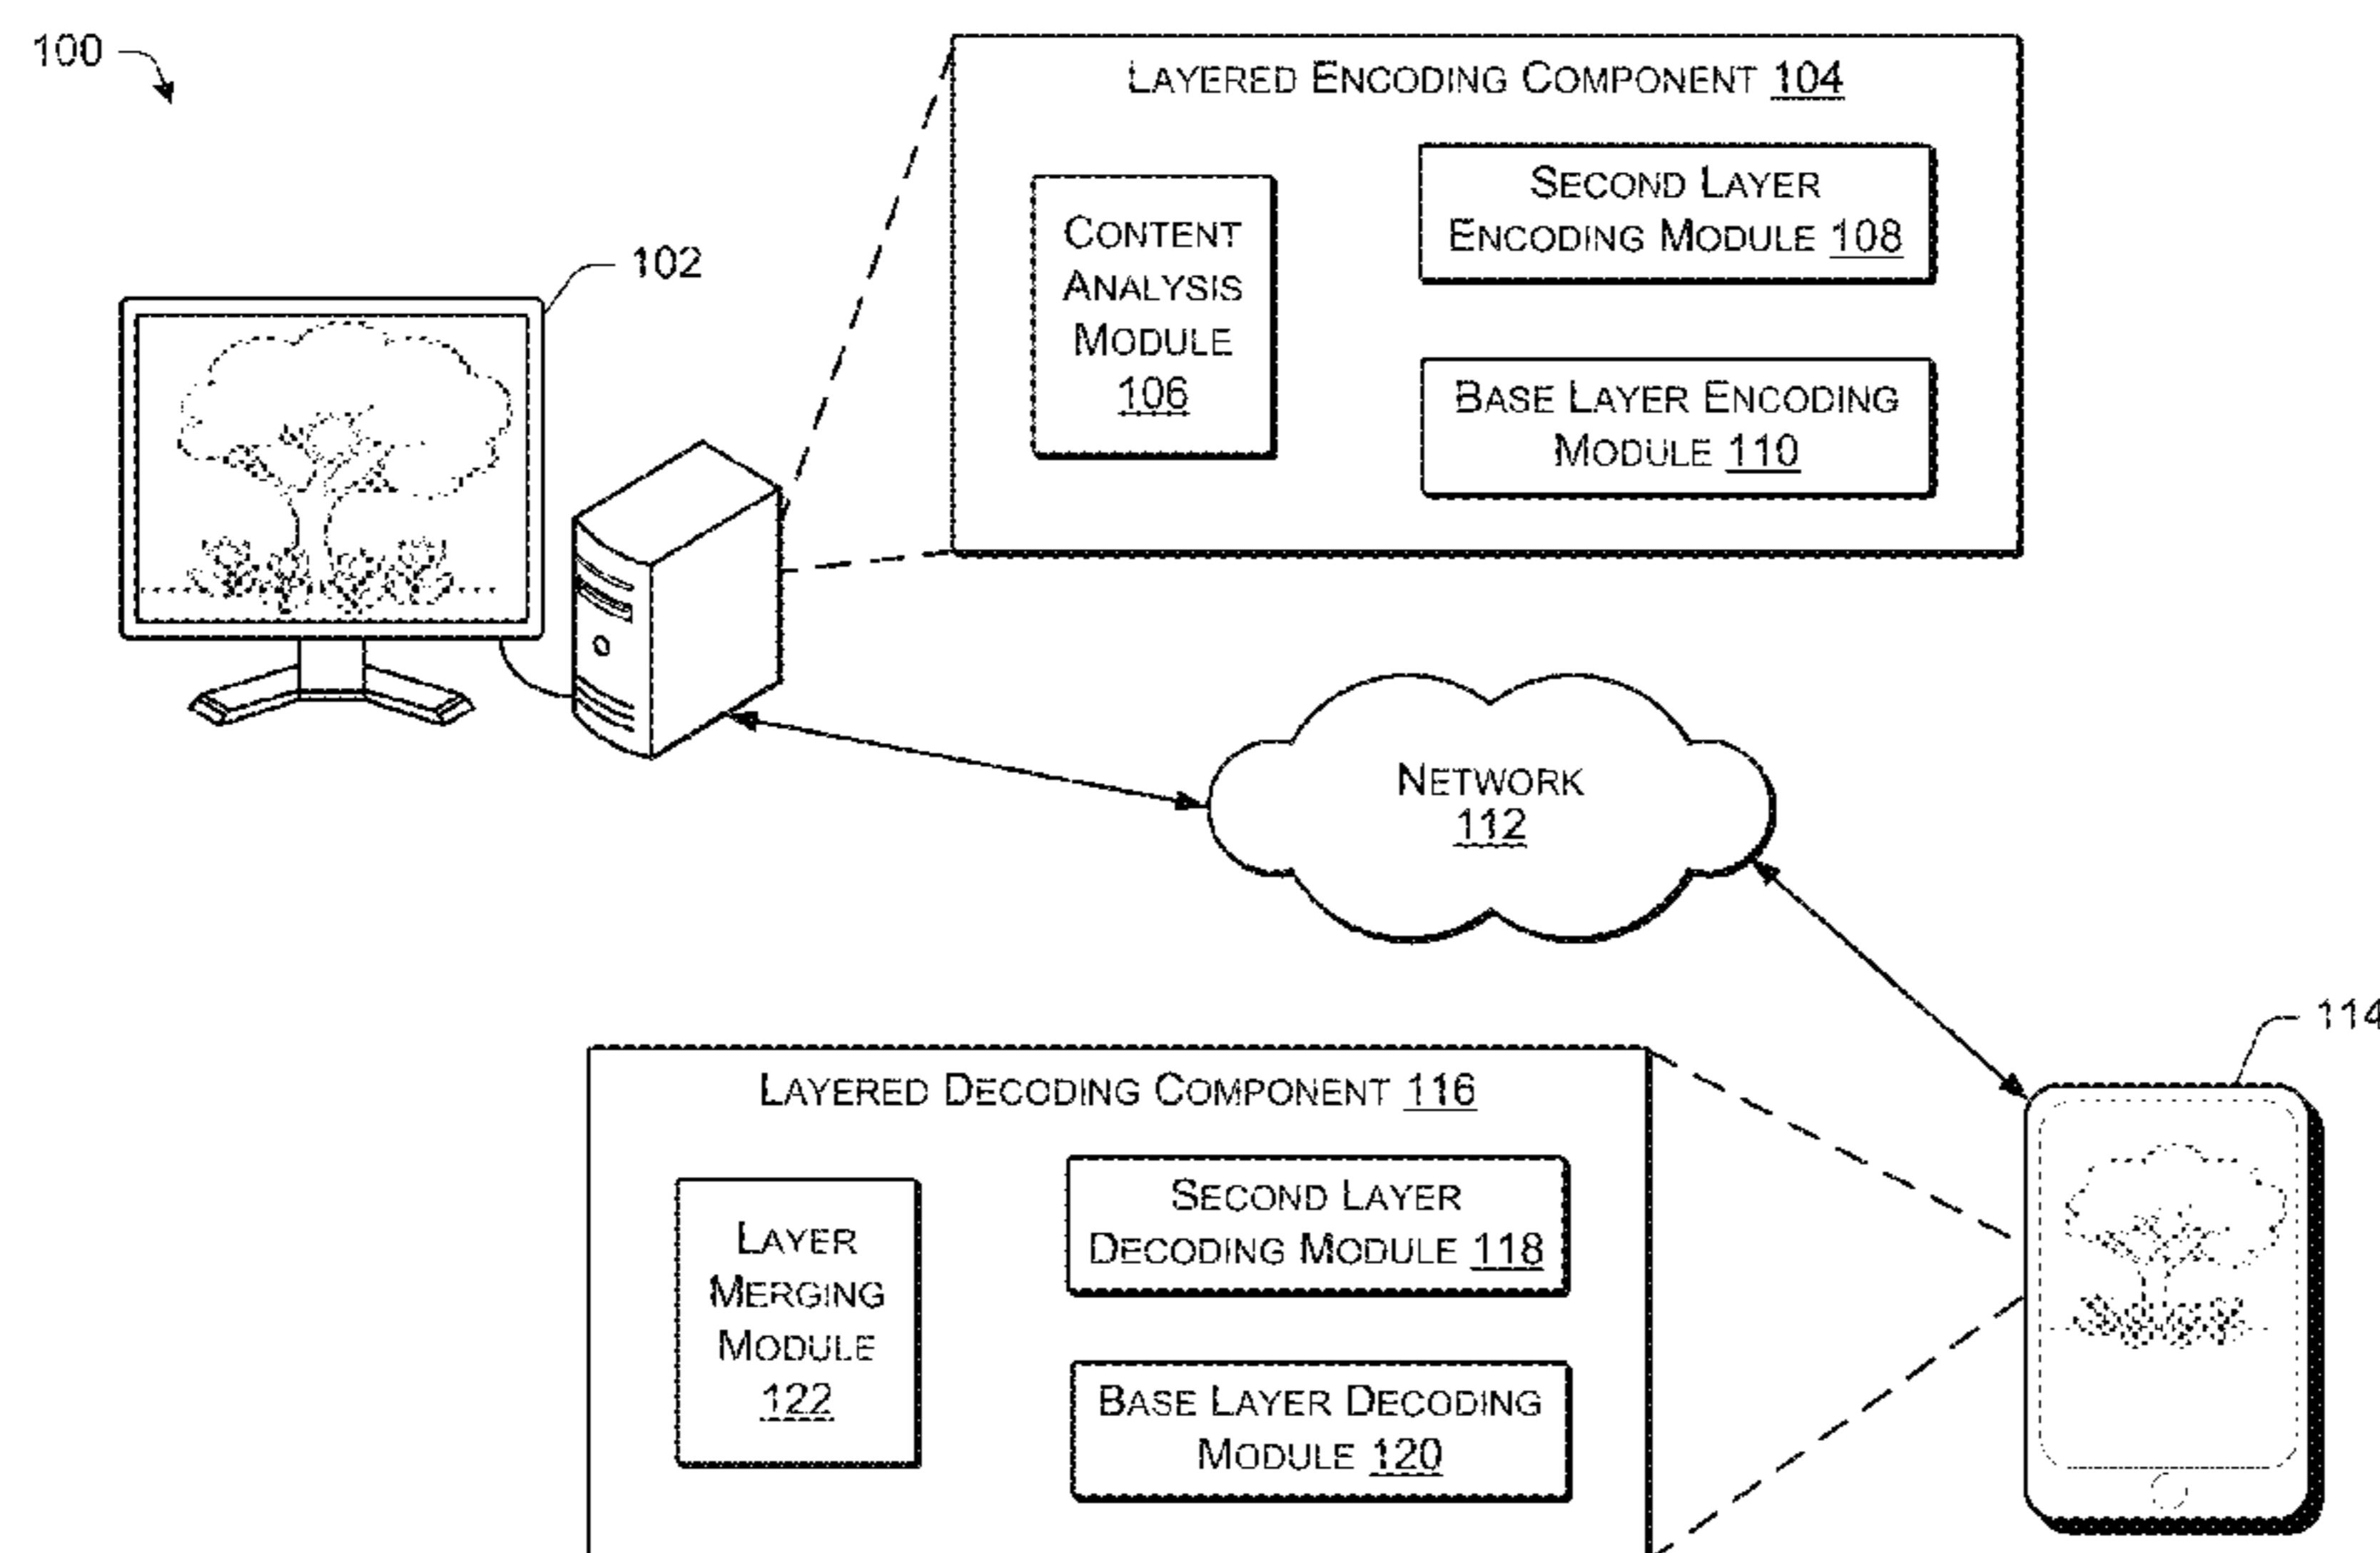 100
LAYERED ENCODING COMPONENT 104
SECOND LAYER
ENCODING MODULE 108
CONTENT
ANALYSIS
MODULE
106
BASE LAYER ENCODING
MODULE 110
102
NETWORK
112
114
LAYERED DECODING COMPONENT 116
SECOND LAYER
DECODING MODULE 118
LAYER
MERGING
MODULE
122
BASE LAYER DECODING
MODULE 120